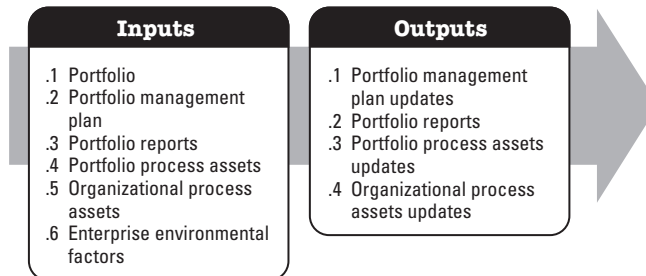 Inputs
.1 Portfolio
.2 Portfolio management
plan
.3 Portfolio reports
.4 Portfolio process assets
.5 Organizational process
assets
.6 Enterprise environmental
factors
Outputs
.1 Portfolio management
plan updates
.2 Portfolio reports
.3 Portfolio process assets
updates
.4 Organizational process
assets updates